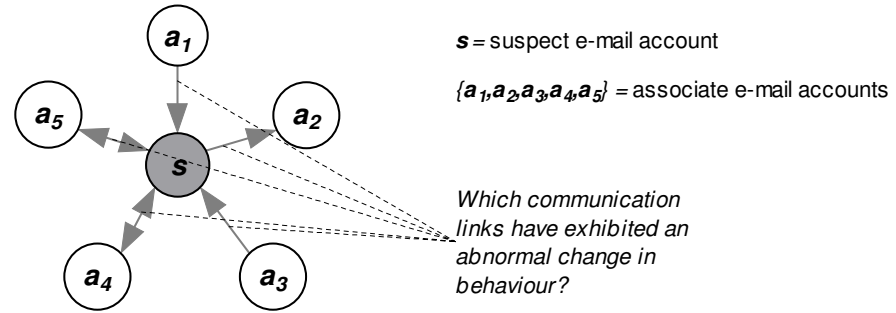 a1
s = suspect e-mail account
{a1,a2,a3,a4,a5} = associate e-mail accounts
a5
a2
s
Which communication
links have exhibited an
abnormal change in
behaviour?
a4
a3